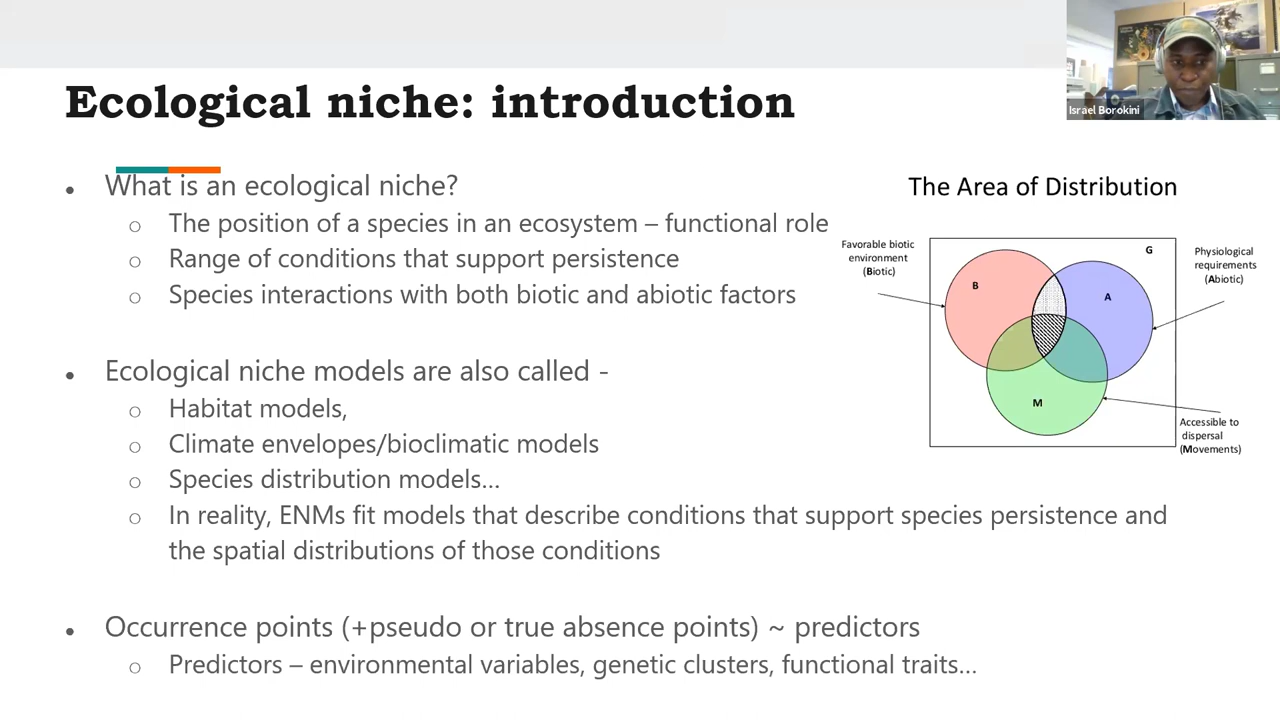 Ecological niche: introduction
Israel Borokini
What is an ecological niche?
The position of a species in an ecosystem – functional role
Range of conditions that support persistence
Species interactions with both biotic and abiotic factors
Ecological niche models are also called -
Habitat models,
Climate envelopes/bioclimatic models
Species distribution models...
In reality, ENMs fit models that describe conditions that support species persistence and
the spatial distributions of those conditions
Occurrence points (+pseudo or true absence points) ~ predictors
Predictors – environmental variables, genetic clusters, functional traits...
The Area of Distribution
Favorable biotic
environment
(Biotic)
G
B
A
M
Physiological
requirements
(Abiotic)
Accessible to
dispersal
(Movements)